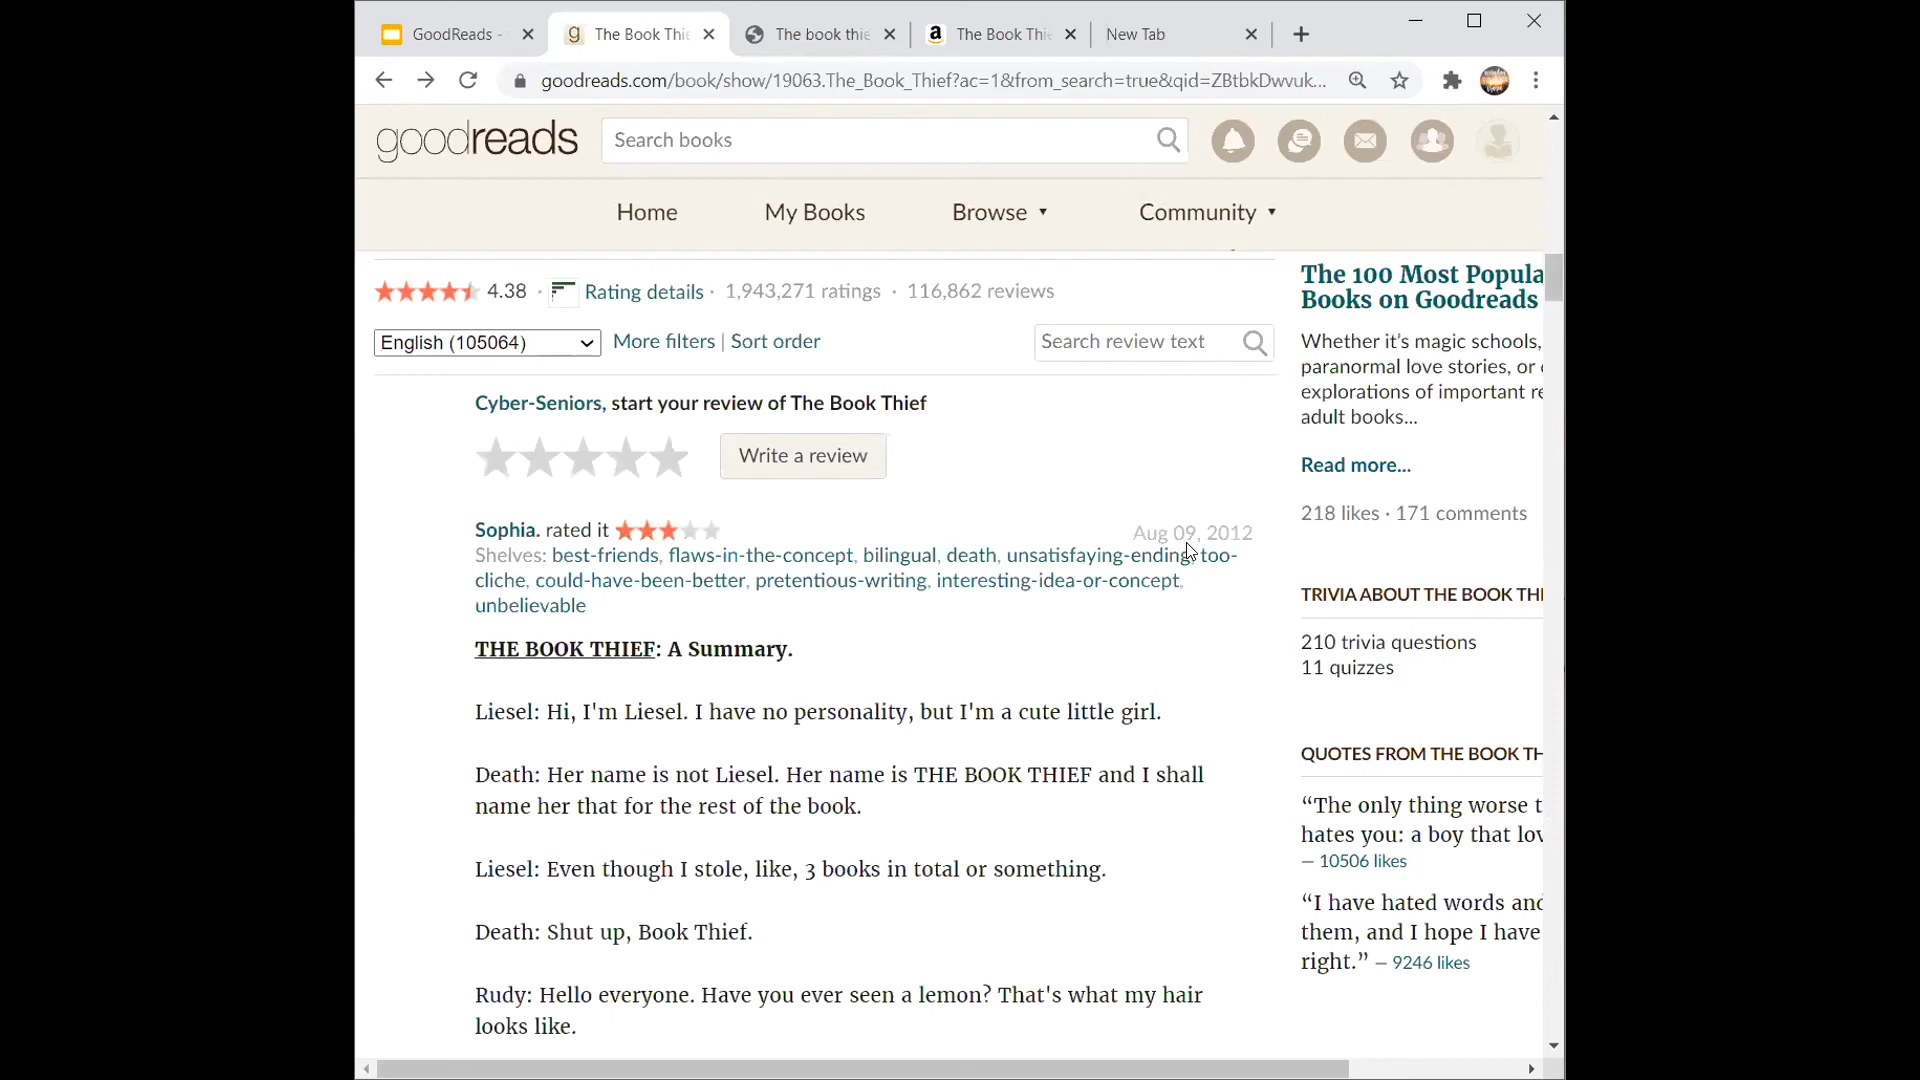 GoodReads -
The Book Thie
The book thie
a The Book Thie
New Tab
goodreads.com/book/show/19063.The_Book_Thief?ac=1&from_search=true&qid=ZBtbkDwvuk...
goodreads
Search books
Home
My Books
Browse ▾
Community ▾
4.38 · Rating details · 1,943,271 ratings · 116,862 reviews
English (105064)
More filters | Sort order
Search review text
Cyber-Seniors, start your review of The Book Thief
Write a review
Sophia. rated it
Aug 09, 2012
Shelves: best-friends, flaws-in-the-concept, bilingual, death, unsatisfaying-ending, too-
cliche, could-have-been-better, pretentious-writing, interesting-idea-or-concept,
unbelievable
THE BOOK THIEF: A Summary.
Liesel: Hi, I'm Liesel. I have no personality, but I'm a cute little girl.
Death: Her name is not Liesel. Her name is THE BOOK THIEF and I shall
name her that for the rest of the book.
Liesel: Even though I stole, like, 3 books in total or something.
Death: Shut up, Book Thief.
Rudy: Hello everyone. Have you ever seen a lemon? That's what my hair
looks like.
The 100 Most Popula
Books on Goodreads
Whether it's magic schools,
paranormal love stories, or
explorations of important re
adult books...
Read more...
218 likes · 171 comments
TRIVIA ABOUT THE BOOK THI
210 trivia questions
11 quizzes
QUOTES FROM THE BOOK TH
“The only thing worse t
hates you: a boy that lov
— 10506 likes
“I have hated words and
them, and I hope I have
right.” — 9246 likes